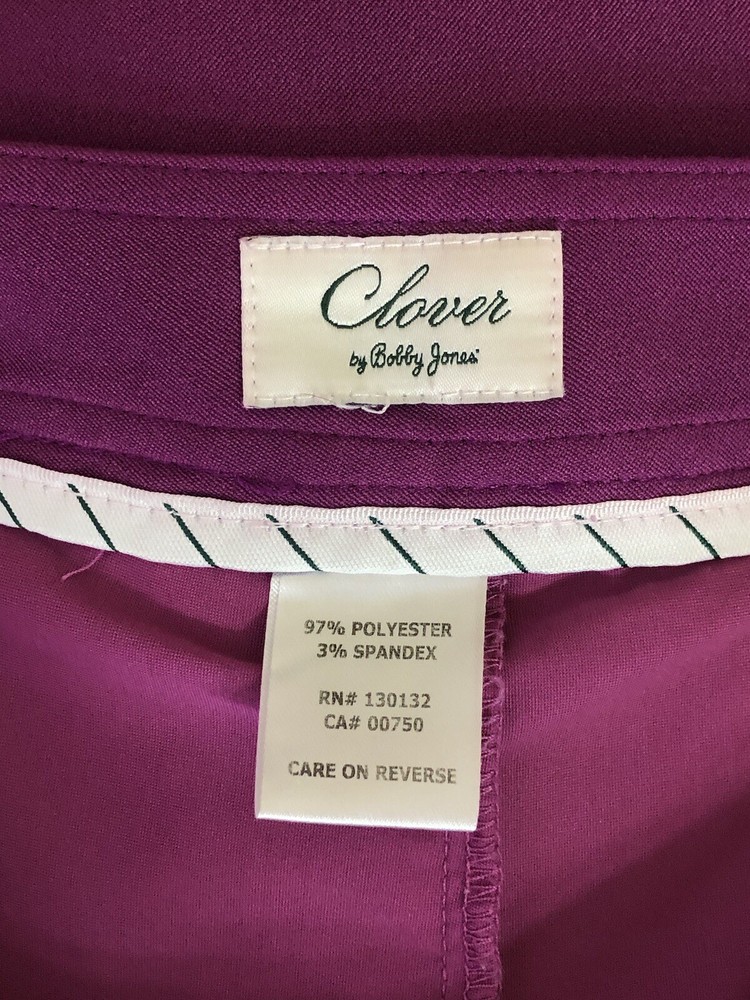 Clover
by Bobby Jones
97% POLYESTER
3% SPANDEX
RN# 130132
CA# 00750
CARE ON REVERSE